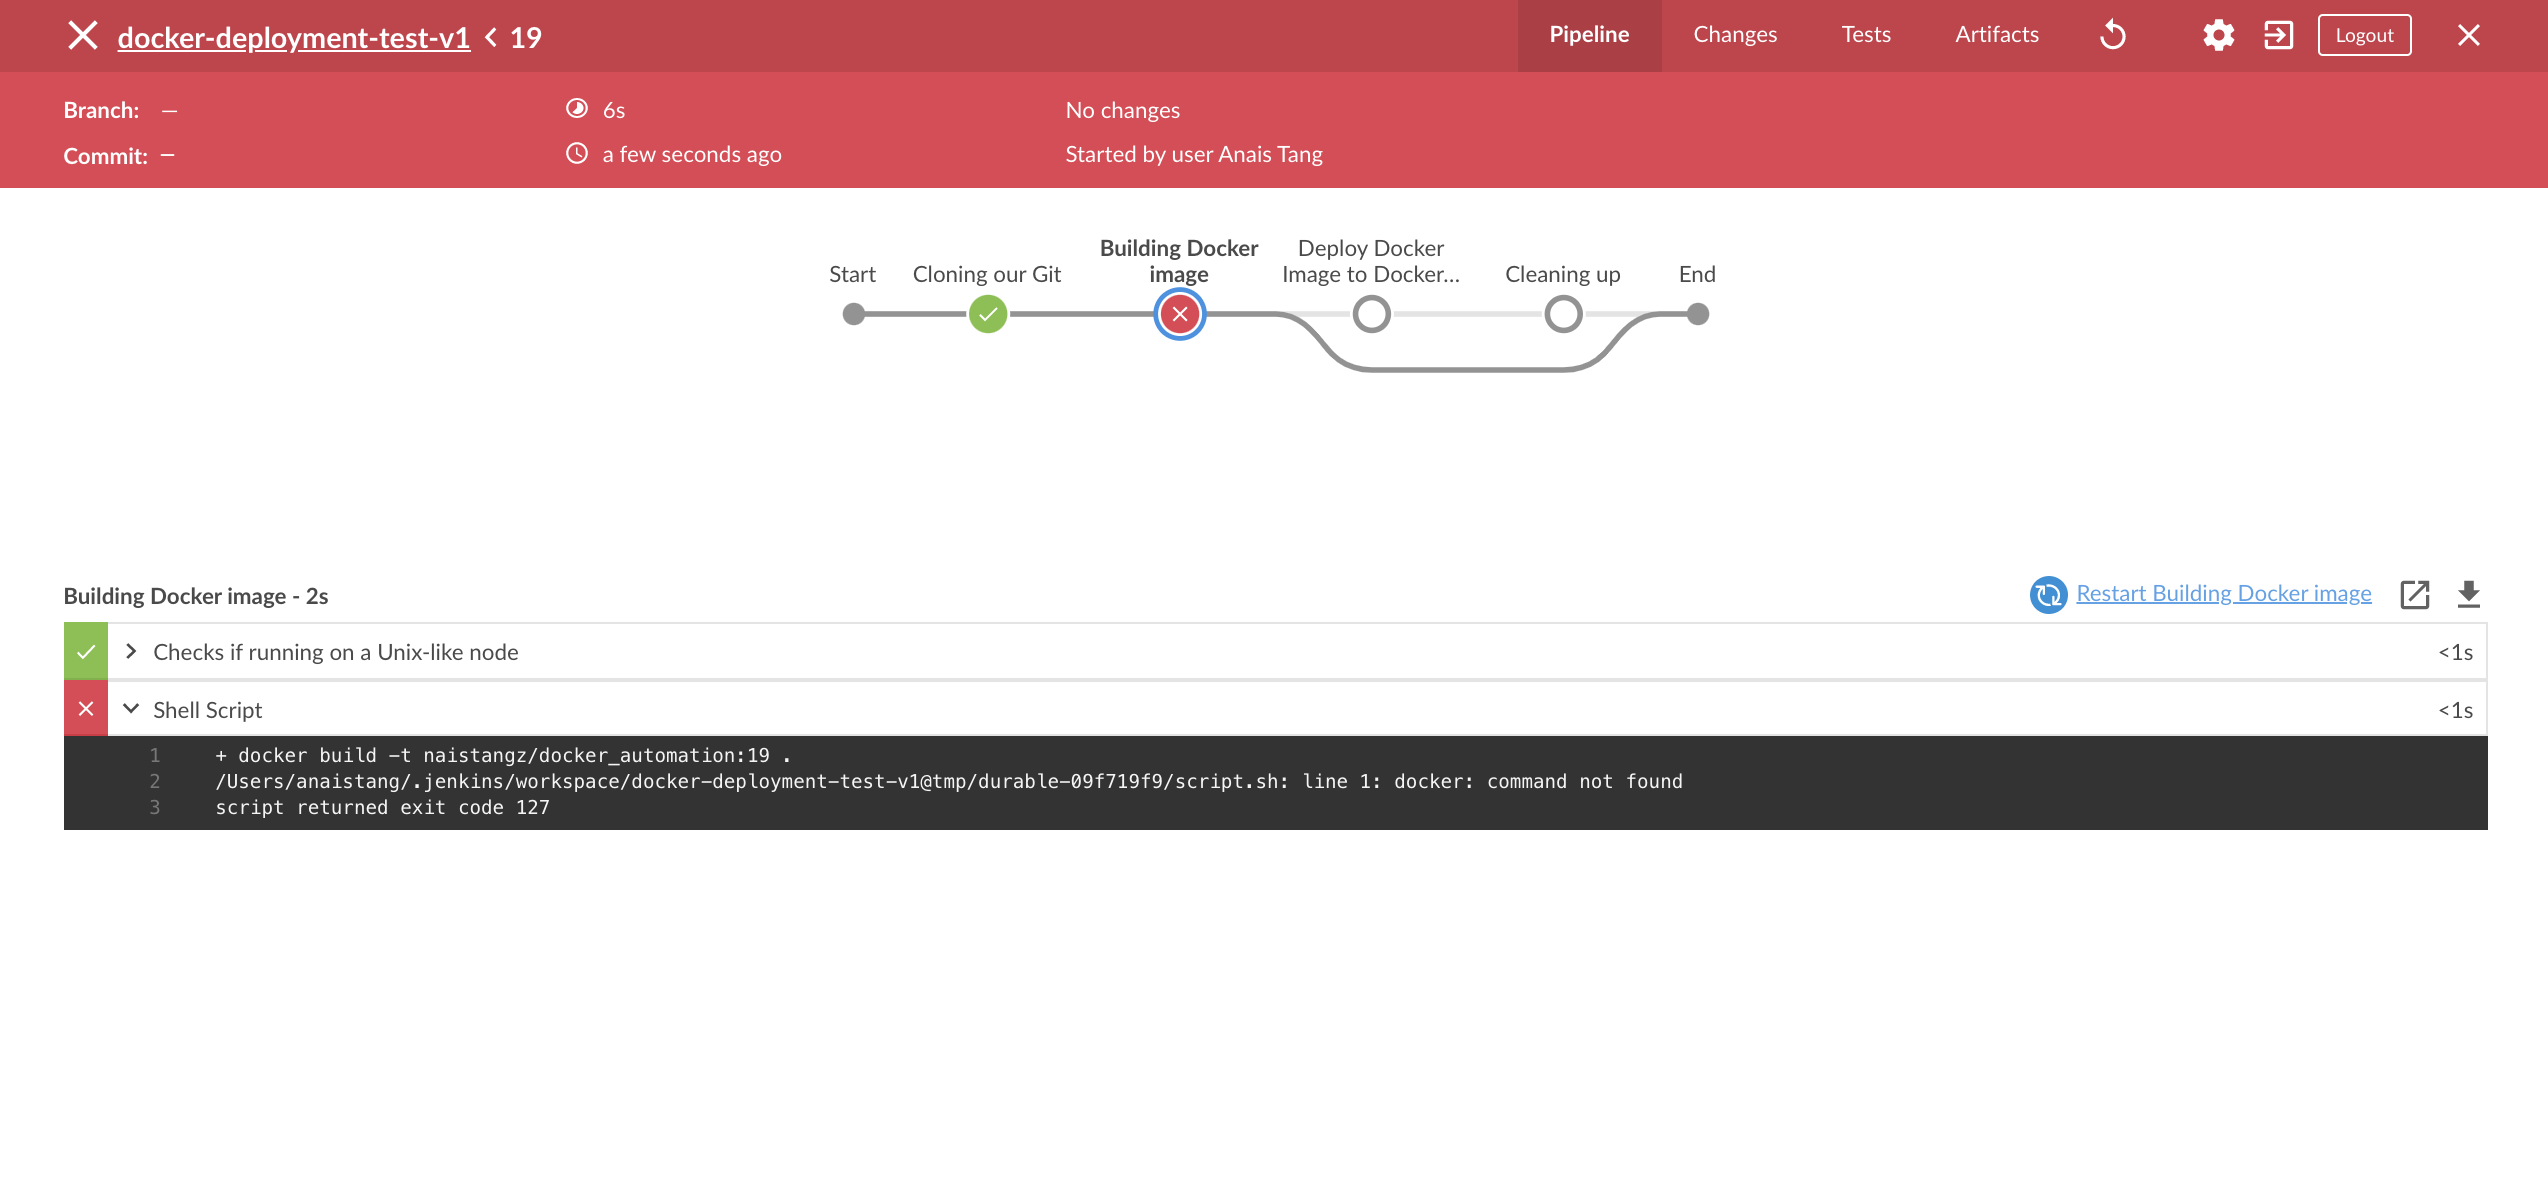 docker-deployment-test-v1 < 19
Pipeline Changes Tests Artifacts Logout
Branch: —
6s
No changes
Commit: —
a few seconds ago
Started by user Anais Tang
Start
Cloning our Git
Building Docker
image
Deploy Docker
Image to Docker...
Cleaning up
End
Building Docker image - 2s
Restart Building Docker image
Checks if running on a Unix-like node <1s
Shell Script <1s
1 + docker build -t naistangz/docker_automation:19 .
2 /Users/anaistang/.jenkins/workspace/docker-deployment-test-v1@tmp/durable-09f719f9/script.sh: line 1: docker: command not found
3 script returned exit code 127